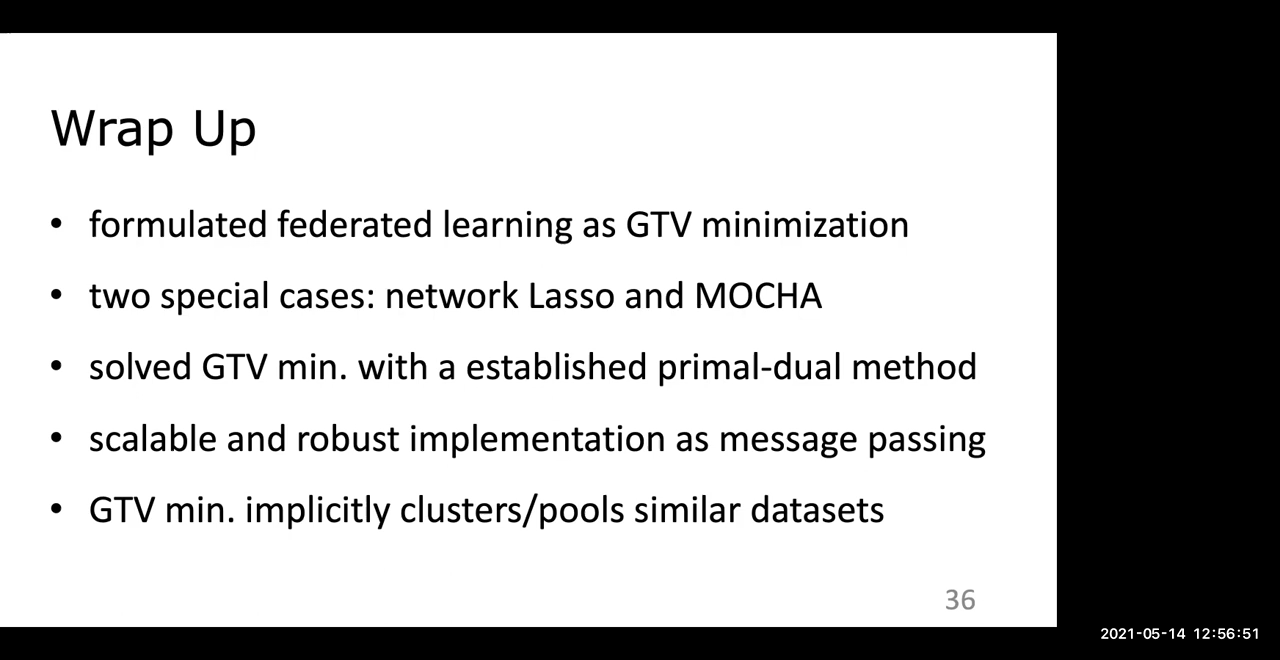 Wrap Up
• formulated federated learning as GTV minimization
• two special cases: network Lasso and MOCHA
• solved GTV min. with a established primal-dual method
• scalable and robust implementation as message passing
• GTV min. implicitly clusters/pools similar datasets
36
2021-05-14 12:56:51